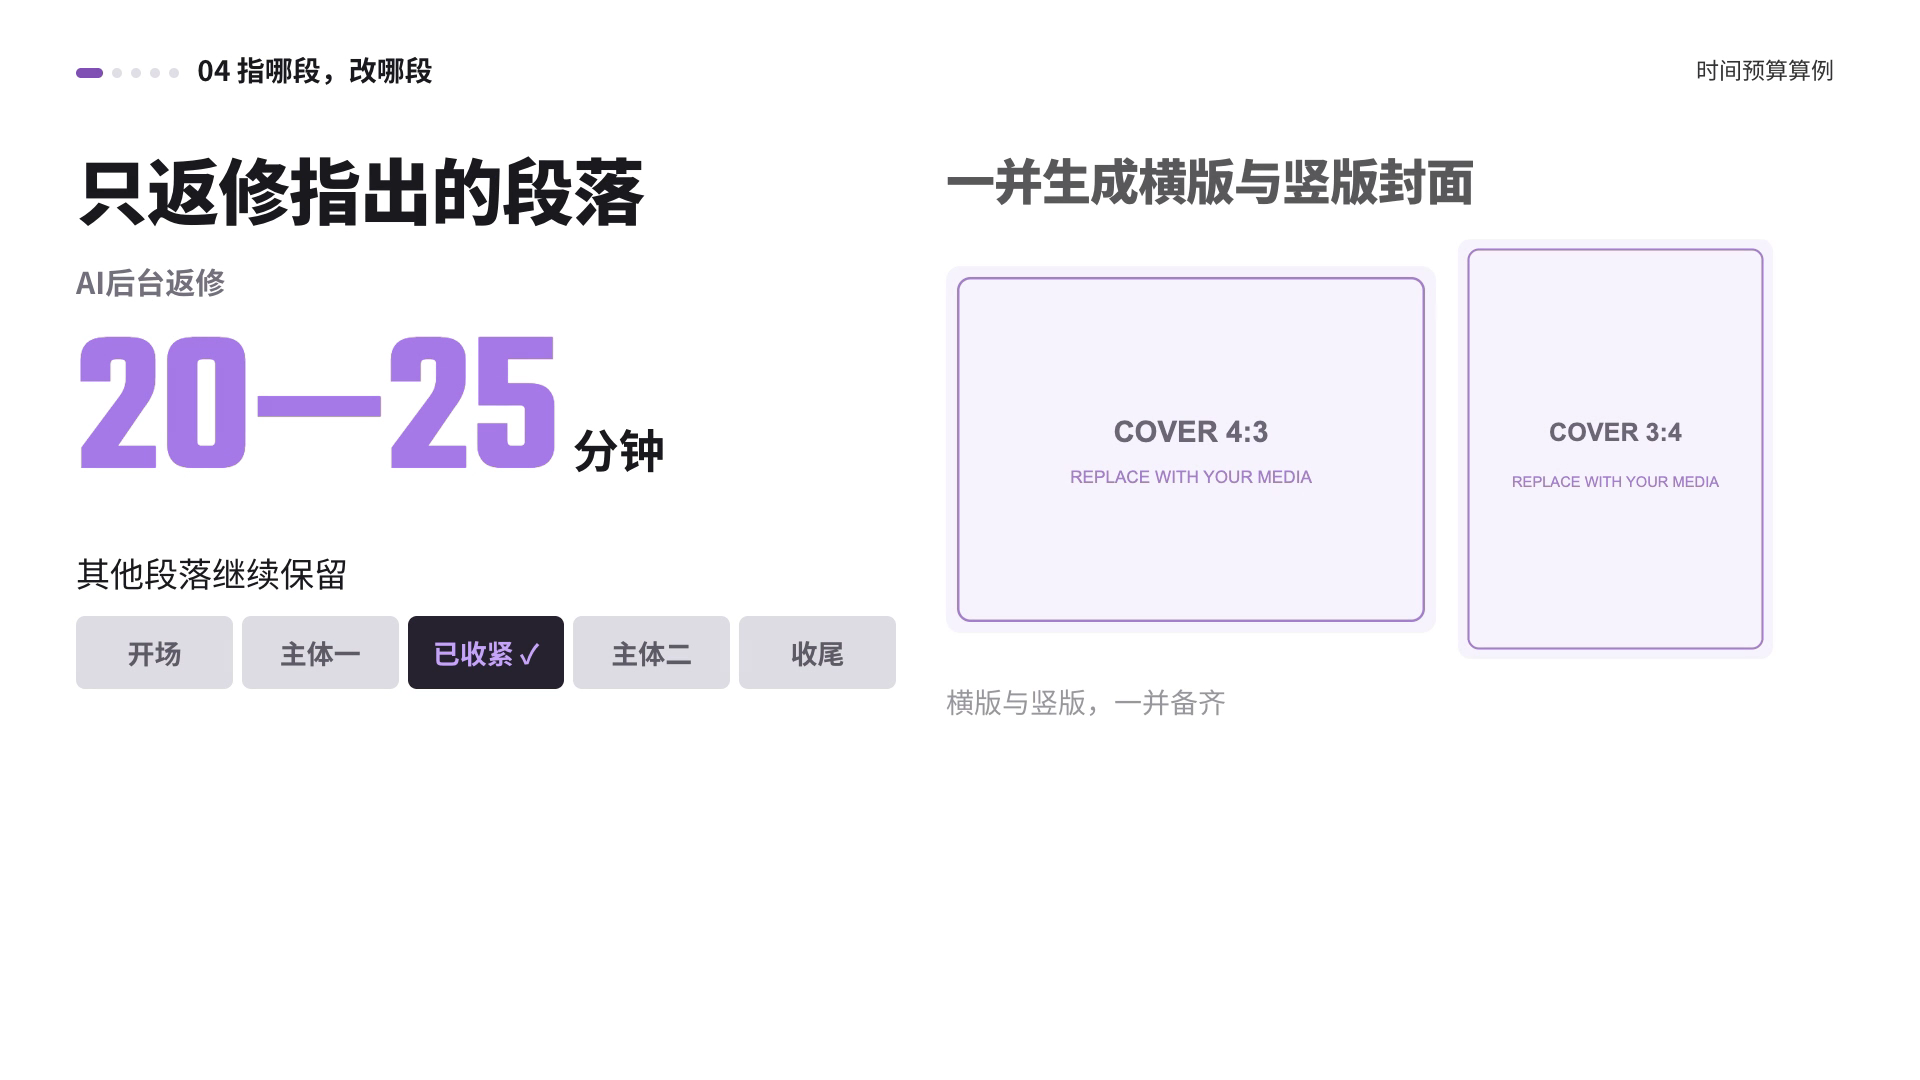 04 指哪段，改哪段
时间预算算例
只返修指出的段落
AI后台返修
20—25 分钟
其他段落继续保留
开场
主体一
已收紧 ✓
主体二
收尾
一并生成横版与竖版封面
COVER 4:3
REPLACE WITH YOUR MEDIA
COVER 3:4
REPLACE WITH YOUR MEDIA
横版与竖版，一并备齐